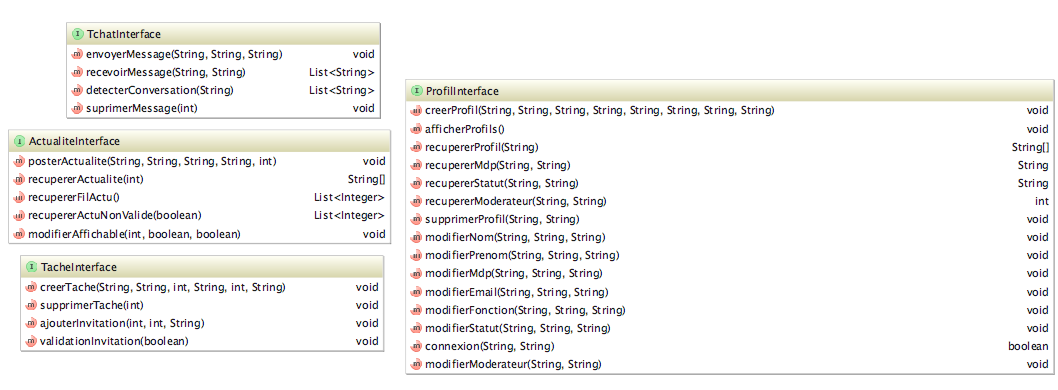 I TchatInterface
m envoyerMessage(String, String, String) void
m recevoirMessage(String, String) List<String>
m detecterConversation(String) List<String>
m suprimerMessage(int) void
I ActualiteInterface
m posterActualite(String, String, String, String, int) void
m recupererActualite(int) String[]
m recupererFilActu() List<Integer>
m recupererActuNonValide(boolean) List<Integer>
m modifierAffichable(int, boolean, boolean) void
I TacheInterface
m creerTache(String, String, int, String, int, String) void
m supprimerTache(int) void
m ajouterInvitation(int, int, String) void
m validationInvitation(boolean) void
I ProfilInterface
m creerProfil(String, String, String, String, String, String, String, String) void
m afficherProfils() void
m recupererProfil(String) String[]
m recupererMdp(String, String) String
m recupererStatut(String, String) String
m recupererModerateur(String, String) int
m supprimerProfil(String, String) void
m modifierNom(String, String, String) void
m modifierPrenom(String, String, String) void
m modifierMdp(String, String, String) void
m modifierEmail(String, String, String) void
m modifierFonction(String, String, String) void
m modifierStatut(String, String, String) void
m connexion(String, String) boolean
m modifierModerateur(String, String) void